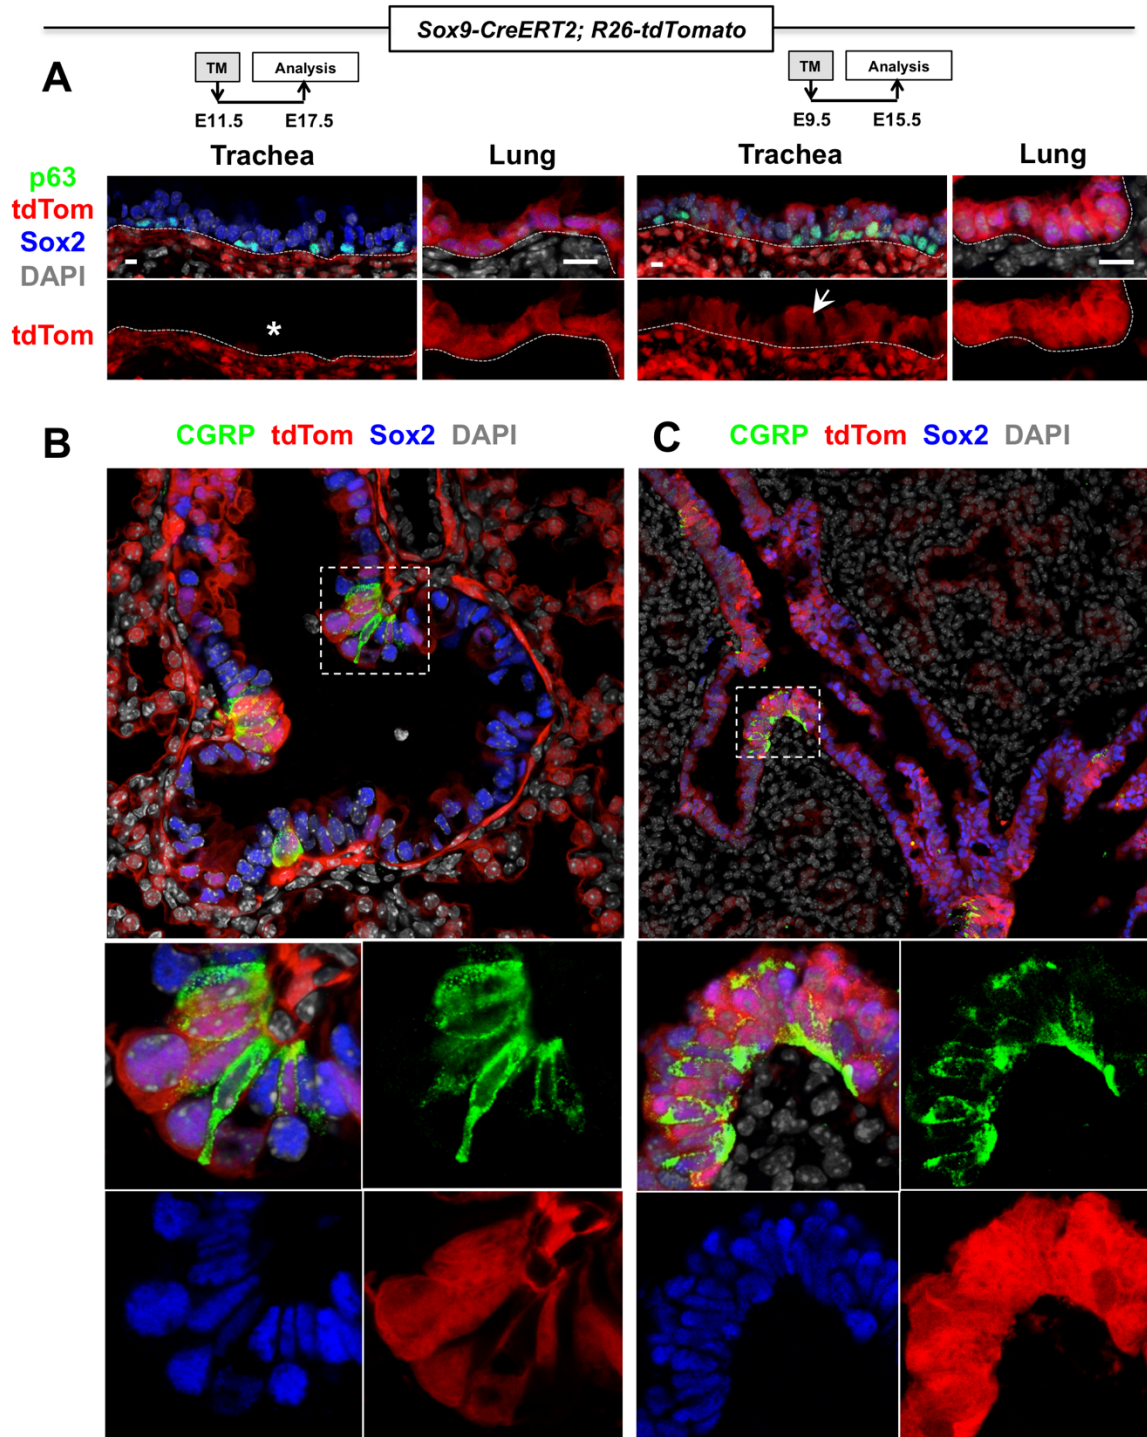 Sox9-CreERT2; R26-tdTomato
A
TM Analysis
E11.5 E17.5
TM Analysis
E9.5 E15.5
Trachea Lung Trachea Lung
p63
tdTom
Sox2
DAPI
tdTom
*
B
CGRP tdTom Sox2 DAPI
C
CGRP tdTom Sox2 DAPI